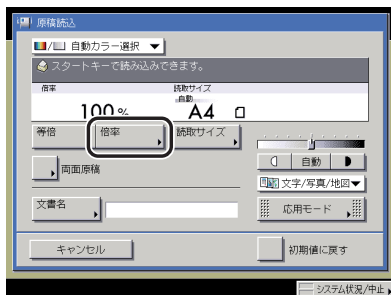 原稿読込
自動カラー選択
スタートキーで読み込みできます。
倍率 読取サイズ
100 % 自動 A4
等倍 倍率 読取サイズ
両面原稿
自動
文字/写真/地図
文書名
応用モード
キャンセル 初期値に戻す
システム状況/中止